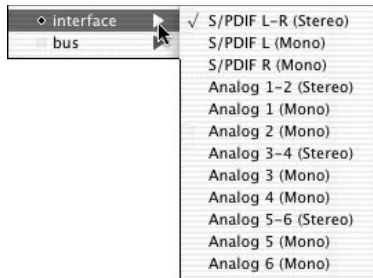 interface
bus
✓ S/PDIF L-R (Stereo)
S/PDIF L (Mono)
S/PDIF R (Mono)
Analog 1-2 (Stereo)
Analog 1 (Mono)
Analog 2 (Mono)
Analog 3-4 (Stereo)
Analog 3 (Mono)
Analog 4 (Mono)
Analog 5-6 (Stereo)
Analog 5 (Mono)
Analog 6 (Mono)